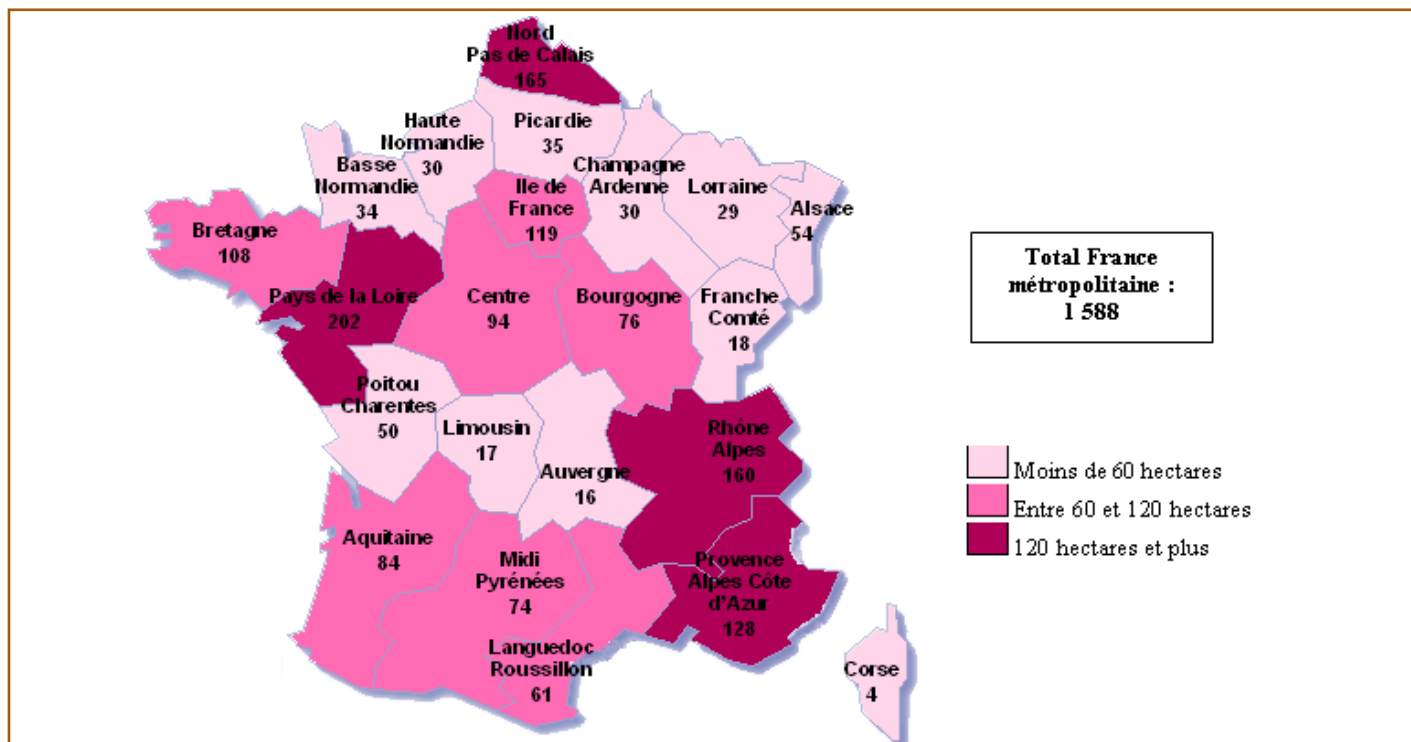 Nord
Pas de Calais
165
Haute
Normandie
30
Picardie
35
Basse
Normandie
34
Ile de
France
119
Champagne
Ardenne
30
Lorraine
29
Alsace
54
Bretagne
108
Pays de la Loire
202
Centre
94
Bourgogne
76
Franche
Comté
18
Poitou
Charentes
50
Limousin
17
Auvergne
16
Rhône
Alpes
160
Aquitaine
84
Midi
Pyrénées
74
Languedoc
Roussillon
61
Provence
Alpes Côte
d'Azur
128
Corse
4
Total France
métropolitaine :
1 588
Moins de 60 hectares
Entre 60 et 120 hectares
120 hectares et plus